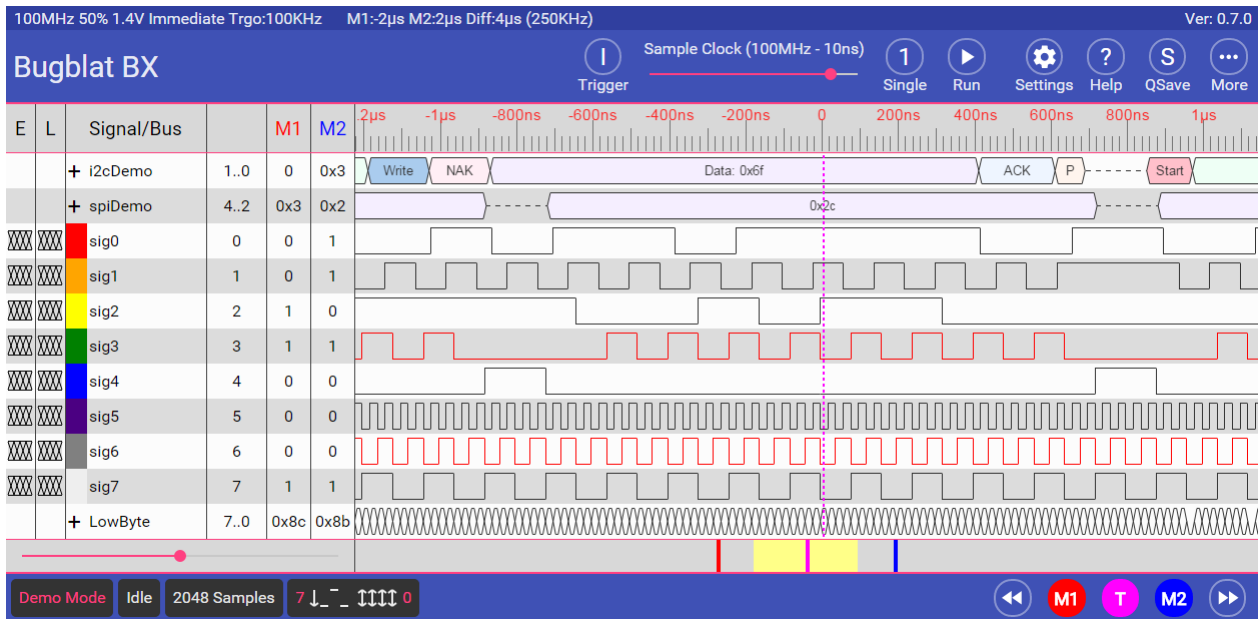 100MHz 50% 1.4V Immediate Trgo:100KHz M1:-2µs M2:2µs Diff:4µs (250KHz) Ver: 0.7.0
Bugblat BX
I Trigger
Sample Clock (100MHz - 10ns)
1 Single
Run
Settings
? Help
S QSave
More
E L Signal/Bus M1 M2
.2µs -1µs -800ns -600ns -400ns -200ns 0 200ns 400ns 600ns 800ns 1µs
+ i2cDemo 1..0 0 0x3 Write NAK Data: 0x6f ACK P Start
+ spiDemo 4..2 0x3 0x2 0x2c
sig0 0 0 1
sig1 1 0 1
sig2 2 1 0
sig3 3 1 1
sig4 4 0 0
sig5 5 0 0
sig6 6 0 0
sig7 7 1 1
+ LowByte 7..0 0x8c 0x8b
Demo Mode Idle 2048 Samples 7 0 M1 T M2